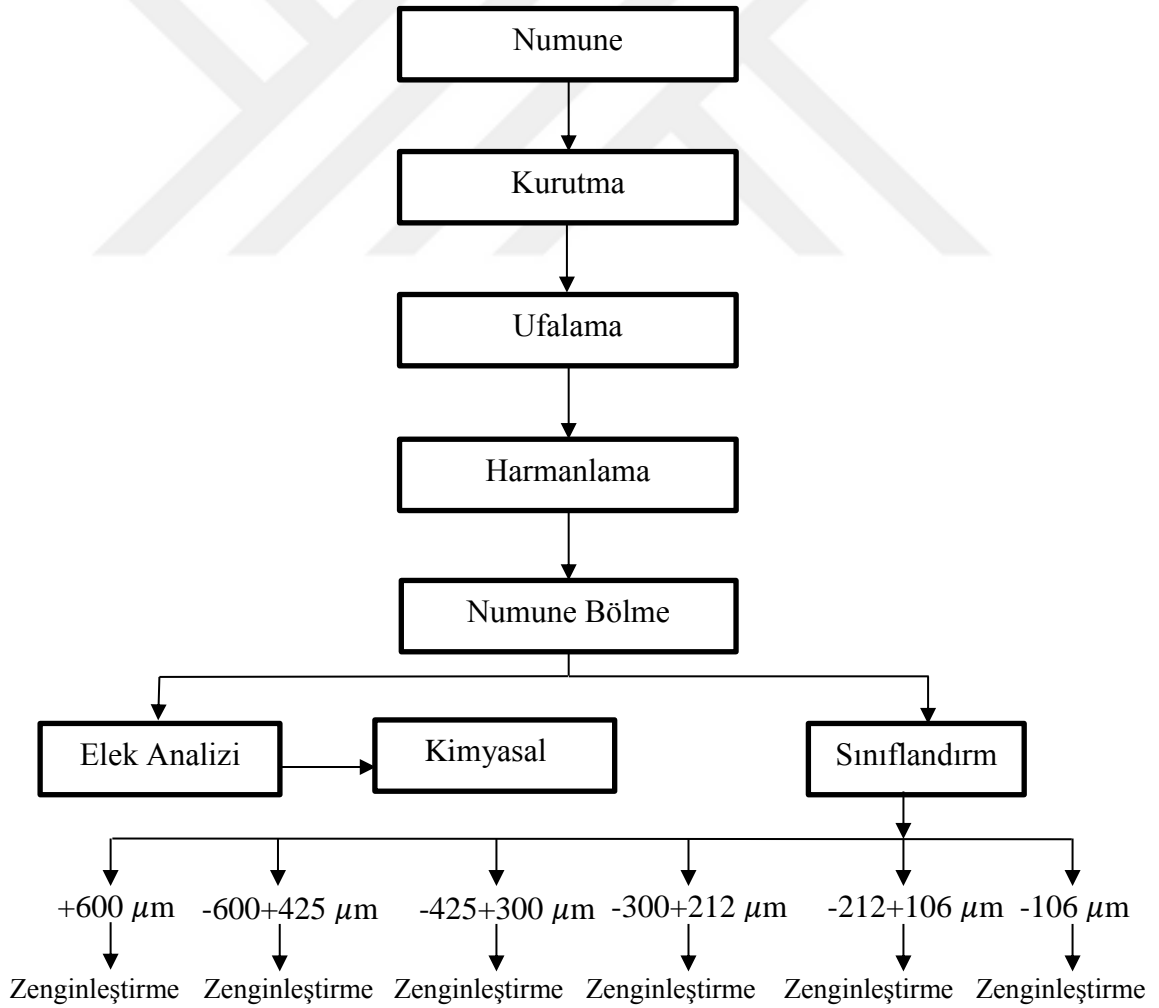 Numune
Kurutma
Ufalama
Harmanlama
Numune Bölme
Elek Analizi
Kimyasal
Sınıflandırm
+600 µm
-600+425 µm
-425+300 µm
-300+212 µm
-212+106 µm
-106 µm
Zenginleştirme
Zenginleştirme
Zenginleştirme
Zenginleştirme
Zenginleştirme
Zenginleştirme